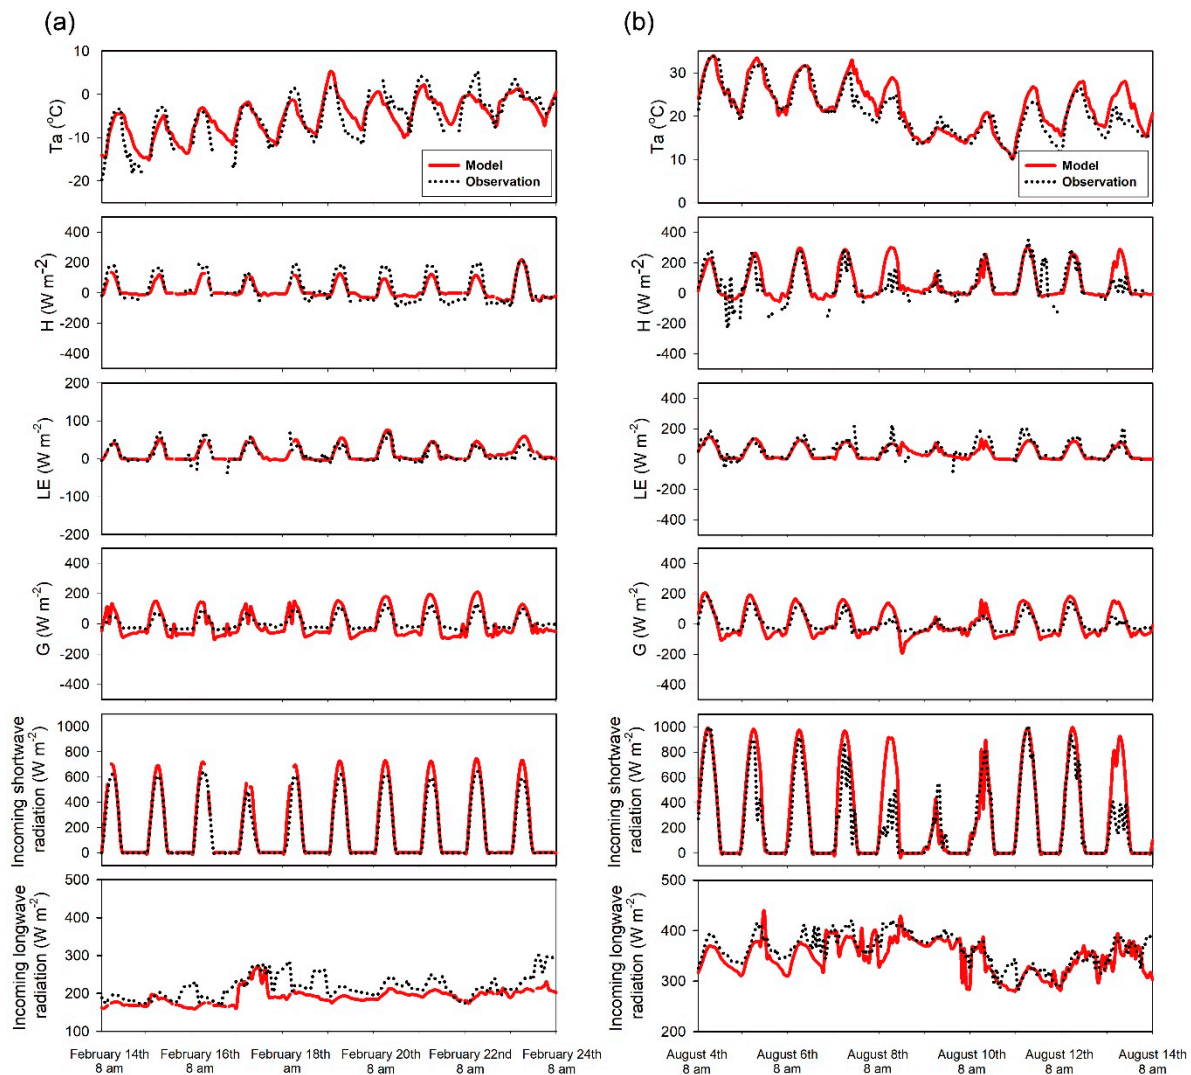 (a)
10
0
-10
-20
Ta (°C)
Model
Observation
400
200
0
-200
-400
H (W m-2)
200
100
0
-100
-200
LE (W m-2)
400
200
0
-200
-400
G (W m-2)
1000
800
600
400
200
0
Incoming shortwave
radiation (W m-2)
500
400
300
200
100
Incoming longwave
radiation (W m-2)
February 14th February 16th February 18th February 20th February 22nd February 24th
8 am 8 am am 8 am 8 am 8 am
(b)
30
20
10
0
Ta (°C)
Model
Observation
400
200
0
-200
-400
H (W m-2)
400
200
0
-200
-400
LE (W m-2)
400
200
0
-200
-400
G (W m-2)
1000
800
600
400
200
0
Incoming shortwave
radiation (W m-2)
500
400
300
200
Incoming longwave
radiation (W m-2)
August 4th August 6th August 8th August 10th August 12th August 14th
8 am 8 am 8 am 8 am 8 am 8 am